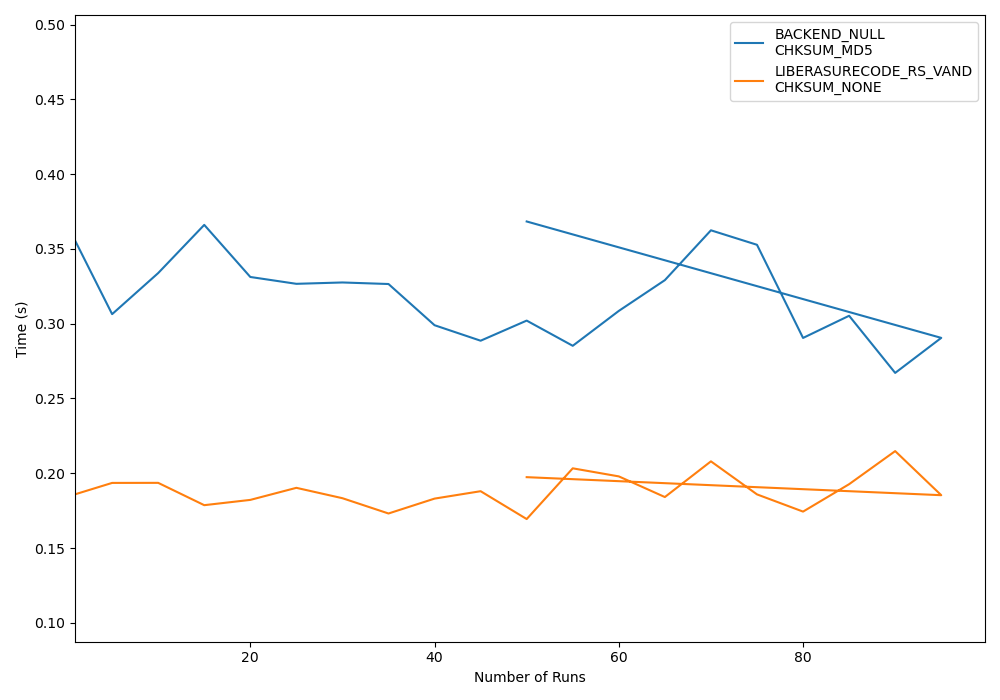 0.50
0.45
0.40
0.35
0.30
0.25
0.20
0.15
0.10
Time (s)
BACKEND_NULL
CHKSUM_MD5
LIBERASURECODE_RS_VAND
CHKSUM_NONE
20
40
60
80
Number of Runs